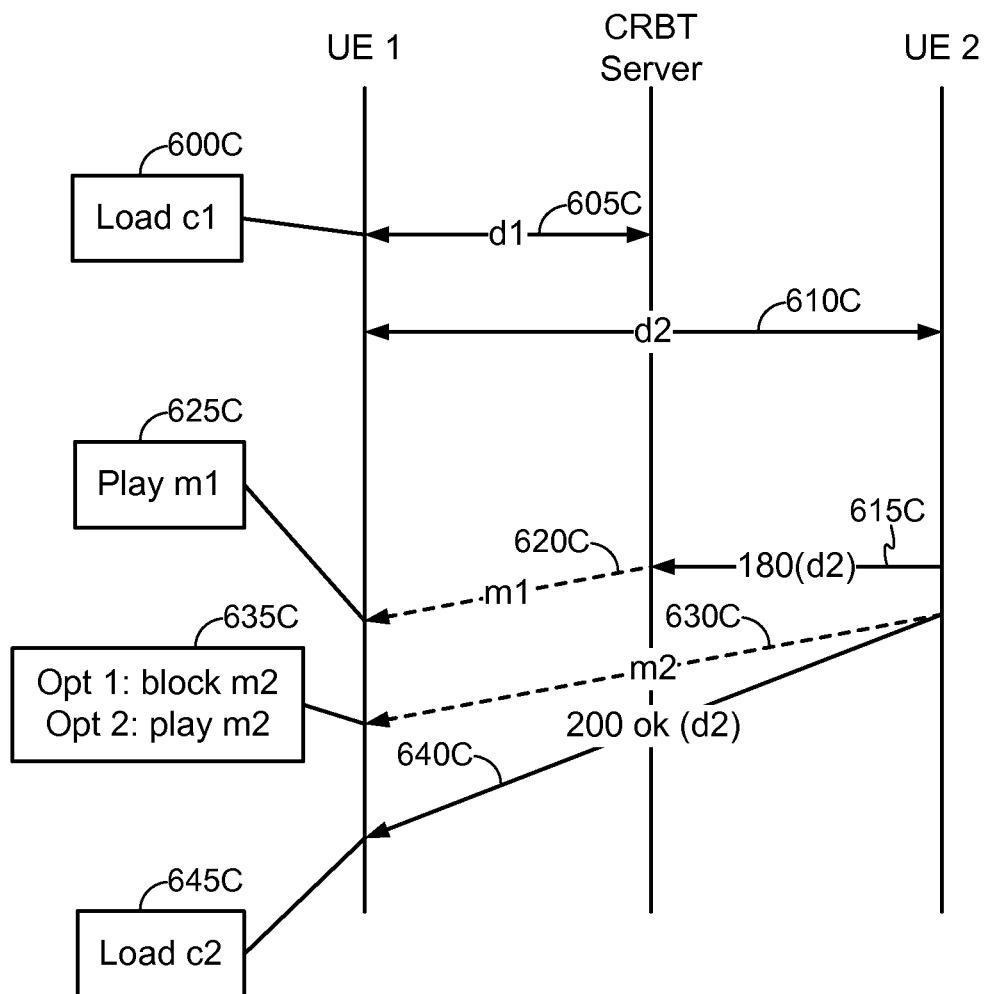 UE 1
CRBT
Server
UE 2
600C
Load c1
605C
d1
610C
d2
625C
Play m1
615C
180(d2)
620C
m1
635C
630C
Opt 1: block m2
Opt 2: play m2
m2
200 ok (d2)
640C
645C
Load c2